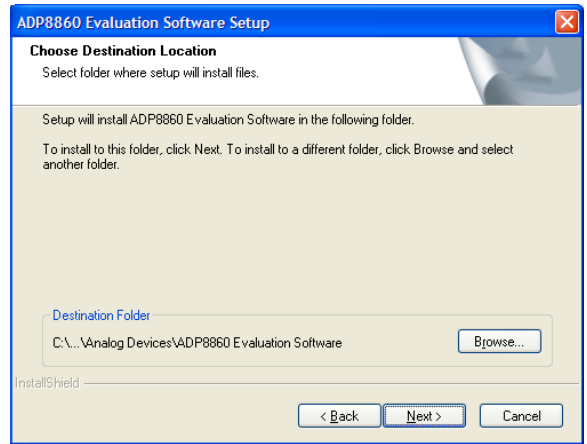 ADP8860 Evaluation Software Setup
Choose Destination Location
Select folder where setup will install files.
Setup will install ADP8860 Evaluation Software in the following folder.
To install to this folder, click Next. To install to a different folder, click Browse and select
another folder.
Destination Folder
C:\...\Analog Devices\ADP8860 Evaluation Software
Browse...
InstallShield
< Back
Next >
Cancel